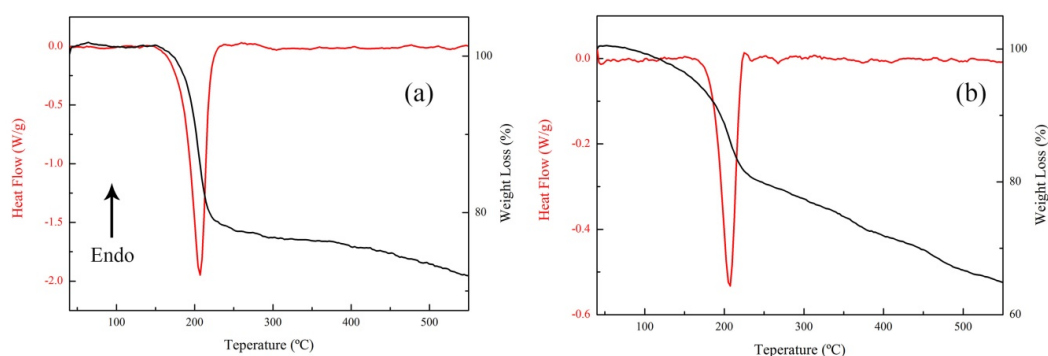 (a)
0.0
-0.5
-1.0
-1.5
-2.0
Heat Flow (W/g)
Endo
100
80
Weight Loss (%)
100 200 300 400 500
Teperature (ºC)
(b)
0.0
-0.2
-0.4
-0.6
Heat Flow (W/g)
100
80
60
Weight Loss (%)
100 200 300 400 500
Teperature (ºC)